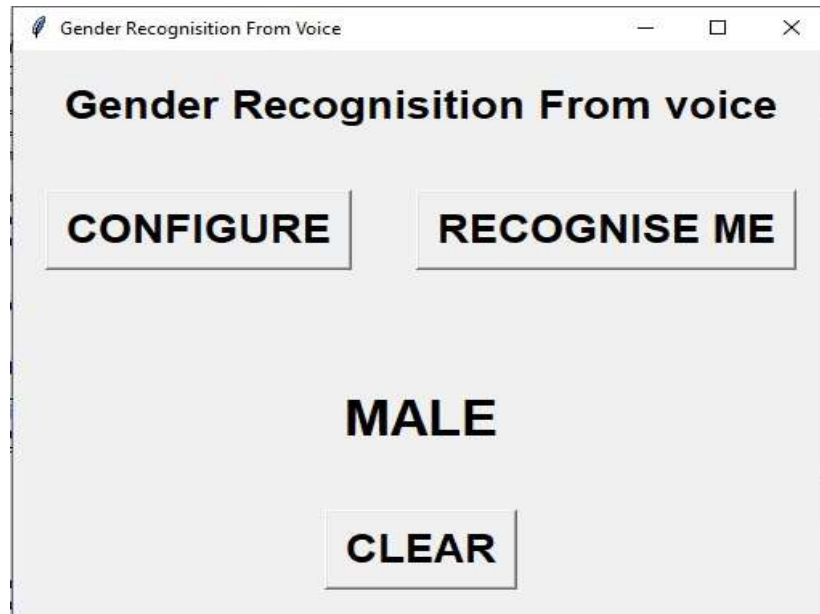 Gender Recognisition From Voice
Gender Recognisition From voice
CONFIGURE RECOGNISE ME
MALE
CLEAR